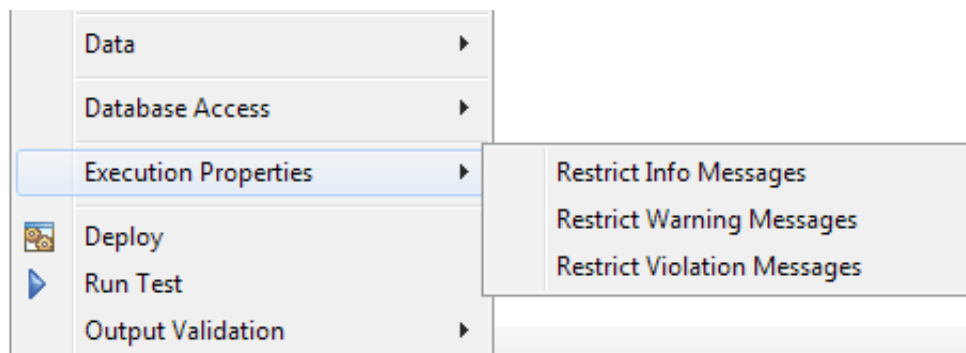 Data
Database Access
Execution Properties
Restrict Info Messages
Restrict Warning Messages
Restrict Violation Messages
Deploy
Run Test
Output Validation